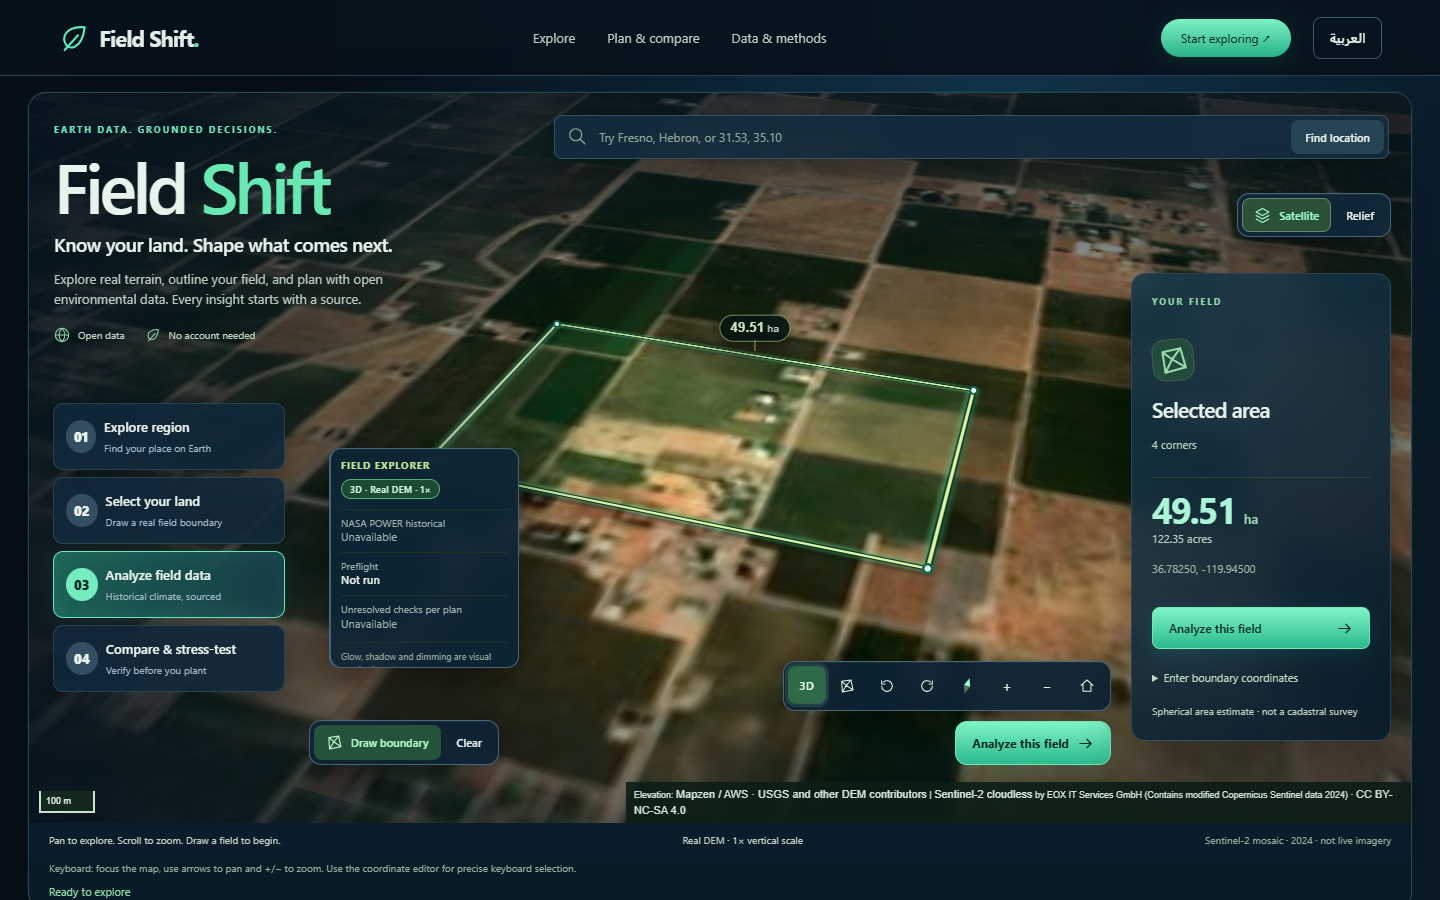 Field Shift.
Explore
Plan & compare
Data & methods
Start exploring ↗
العربية
EARTH DATA. GROUNDED DECISIONS.
Field Shift
Know your land. Shape what comes next.
Explore real terrain, outline your field, and plan with open
environmental data. Every insight starts with a source.
Open data
No account needed
Try Fresno, Hebron, or 31.53, 35.10
Find location
Satellite
Relief
49.51 ha
01
Explore region
Find your place on Earth
02
Select your land
Draw a real field boundary
03
Analyze field data
Historical climate, sourced
04
Compare & stress-test
Verify before you plant
FIELD EXPLORER
3D · Real DEM · 1×
NASA POWER historical
Unavailable
Preflight
Not run
Unresolved checks per plan
Unavailable
Glow, shadow and dimming are visual
YOUR FIELD
Selected area
4 corners
49.51 ha
122.35 acres
36.78250, -119.94500
Analyze this field →
▶ Enter boundary coordinates
Spherical area estimate · not a cadastral survey
3D
+
−
Analyze this field →
Draw boundary
Clear
100 m
Elevation: Mapzen / AWS · USGS and other DEM contributors | Sentinel-2 cloudless by EOX IT Services GmbH (Contains modified Copernicus Sentinel data 2024) · CC BY-
NC-SA 4.0
Pan to explore. Scroll to zoom. Draw a field to begin.
Real DEM · 1× vertical scale
Sentinel-2 mosaic · 2024 · not live imagery
Keyboard: focus the map, use arrows to pan and +/− to zoom. Use the coordinate editor for precise keyboard selection.
Ready to explore